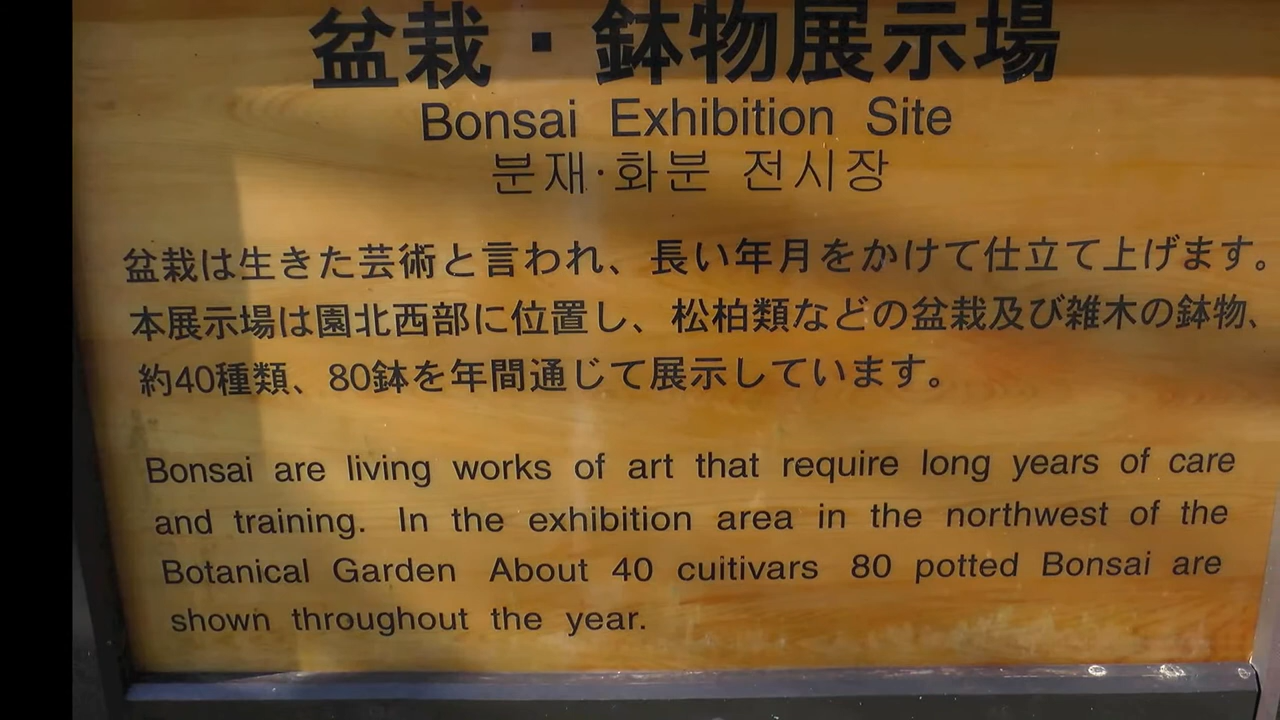 盆栽・鉢物展示場
Bonsai Exhibition Site
분재·화분 전시장
盆栽は生きた芸術と言われ、長い年月をかけて仕立て上げます。
本展示場は園北西部に位置し、松柏類などの盆栽及び雑木の鉢物、
約40種類、80鉢を年間通じて展示しています。
Bonsai are living works of art that require long years of care
and training. In the exhibition area in the northwest of the
Botanical Garden About 40 cuitivars 80 potted Bonsai are
shown throughout the year.